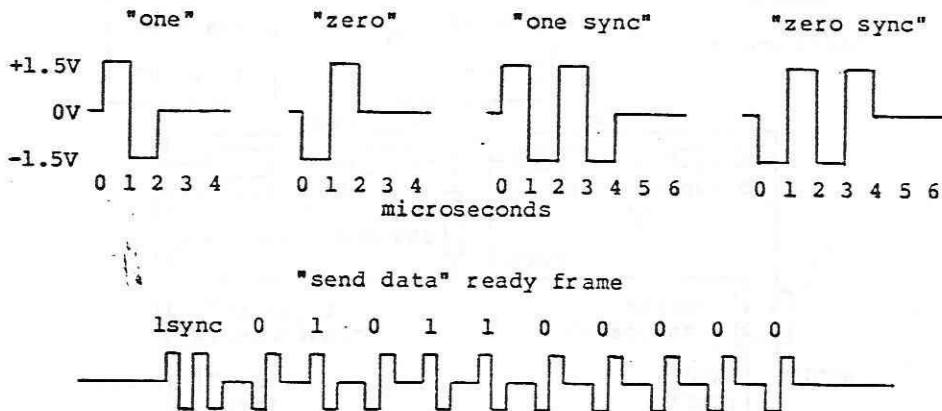 "one" "zero" "one sync" "zero sync"
+1.5V
0V
-1.5V
0 1 2 3 4 0 1 2 3 4 0 1 2 3 4 5 6 0 1 2 3 4 5 6
microseconds
"send data" ready frame
1sync 0 1 0 1 1 0 0 0 0 0